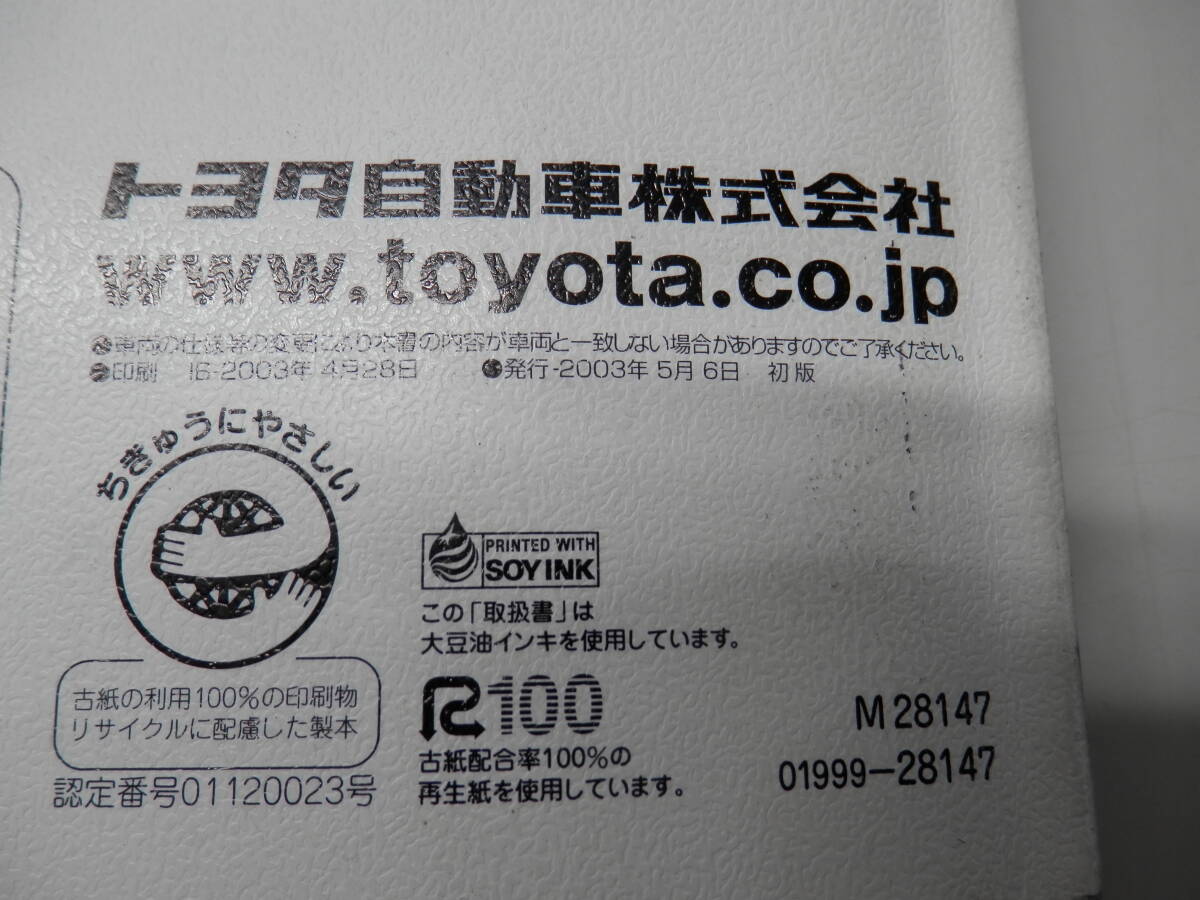 トヨタ自動車株式会社
www.toyota.co.jp
●車両の仕様等の変更により本書の内容が車両と一致しない場合がありますのでご了承ください。
●印刷 IB-2003年 4月28日 ●発行-2003年 5月 6日 初版
ちきゅうにやさしい
古紙の利用100%の印刷物
リサイクルに配慮した製本
認定番号01120023号
PRINTED WITH
SOY INK
この「取扱書」は
大豆油インキを使用しています。
R100
古紙配合率100%の
再生紙を使用しています。
M 28147
01999-28147